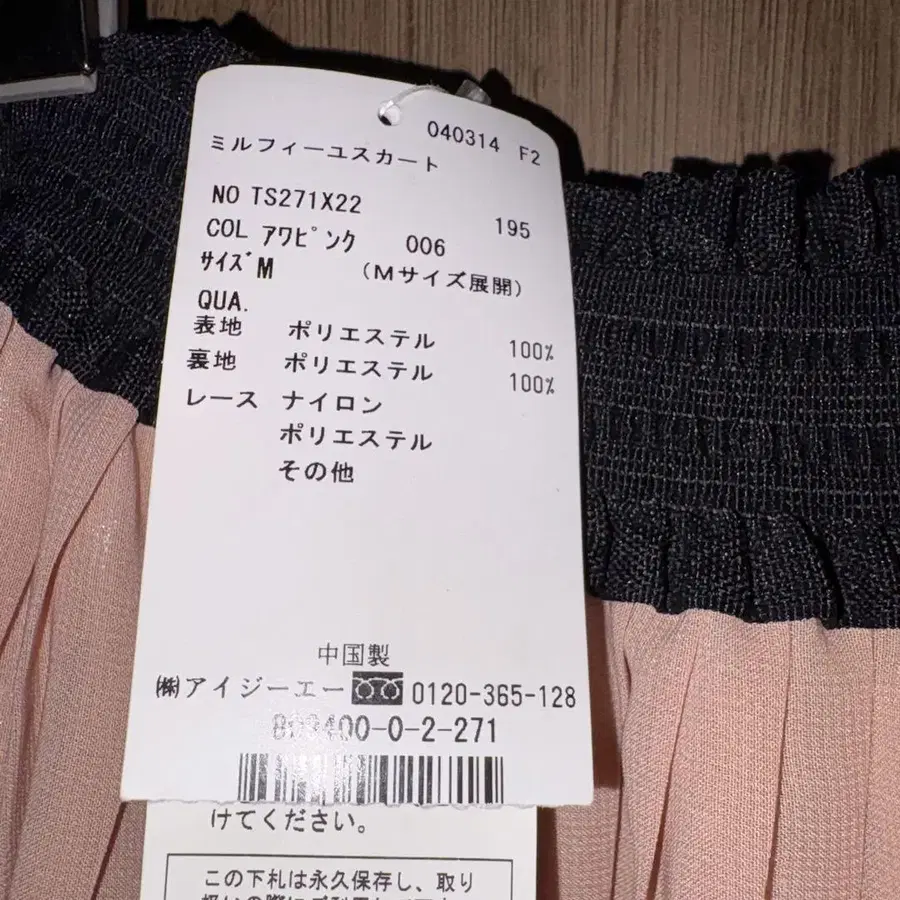 040314 F2
ミルフィーユスカート
NO TS271X22 195
COL アワピンク 006
サイズ M (Mサイズ展開)
QUA.
表地 ポリエステル 100%
裏地 ポリエステル 100%
レース ナイロン
ポリエステル
その他
中国製
㈱アイジーエー 0120-365-128
803400-0-2-271
けてください。
この下札は永久保存し、取り